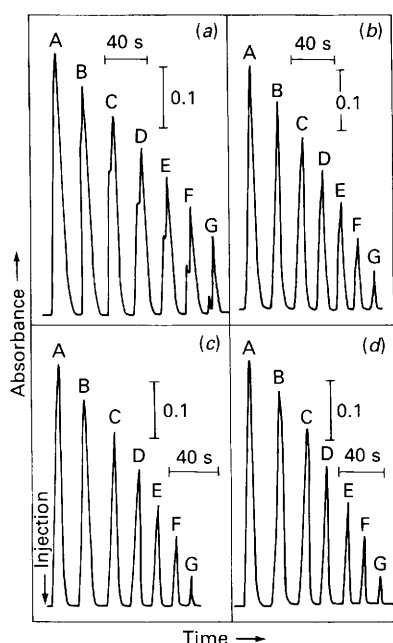 (a)
40 s
0.1
A
B
C
D
E
F
G
(b)
40 s
0.1
A
B
C
D
E
F
G
(c)
0.1
40 s
A
B
C
D
E
F
G
(d)
0.1
40 s
A
B
C
D
E
F
G
Absorbance →
Injection
Time →